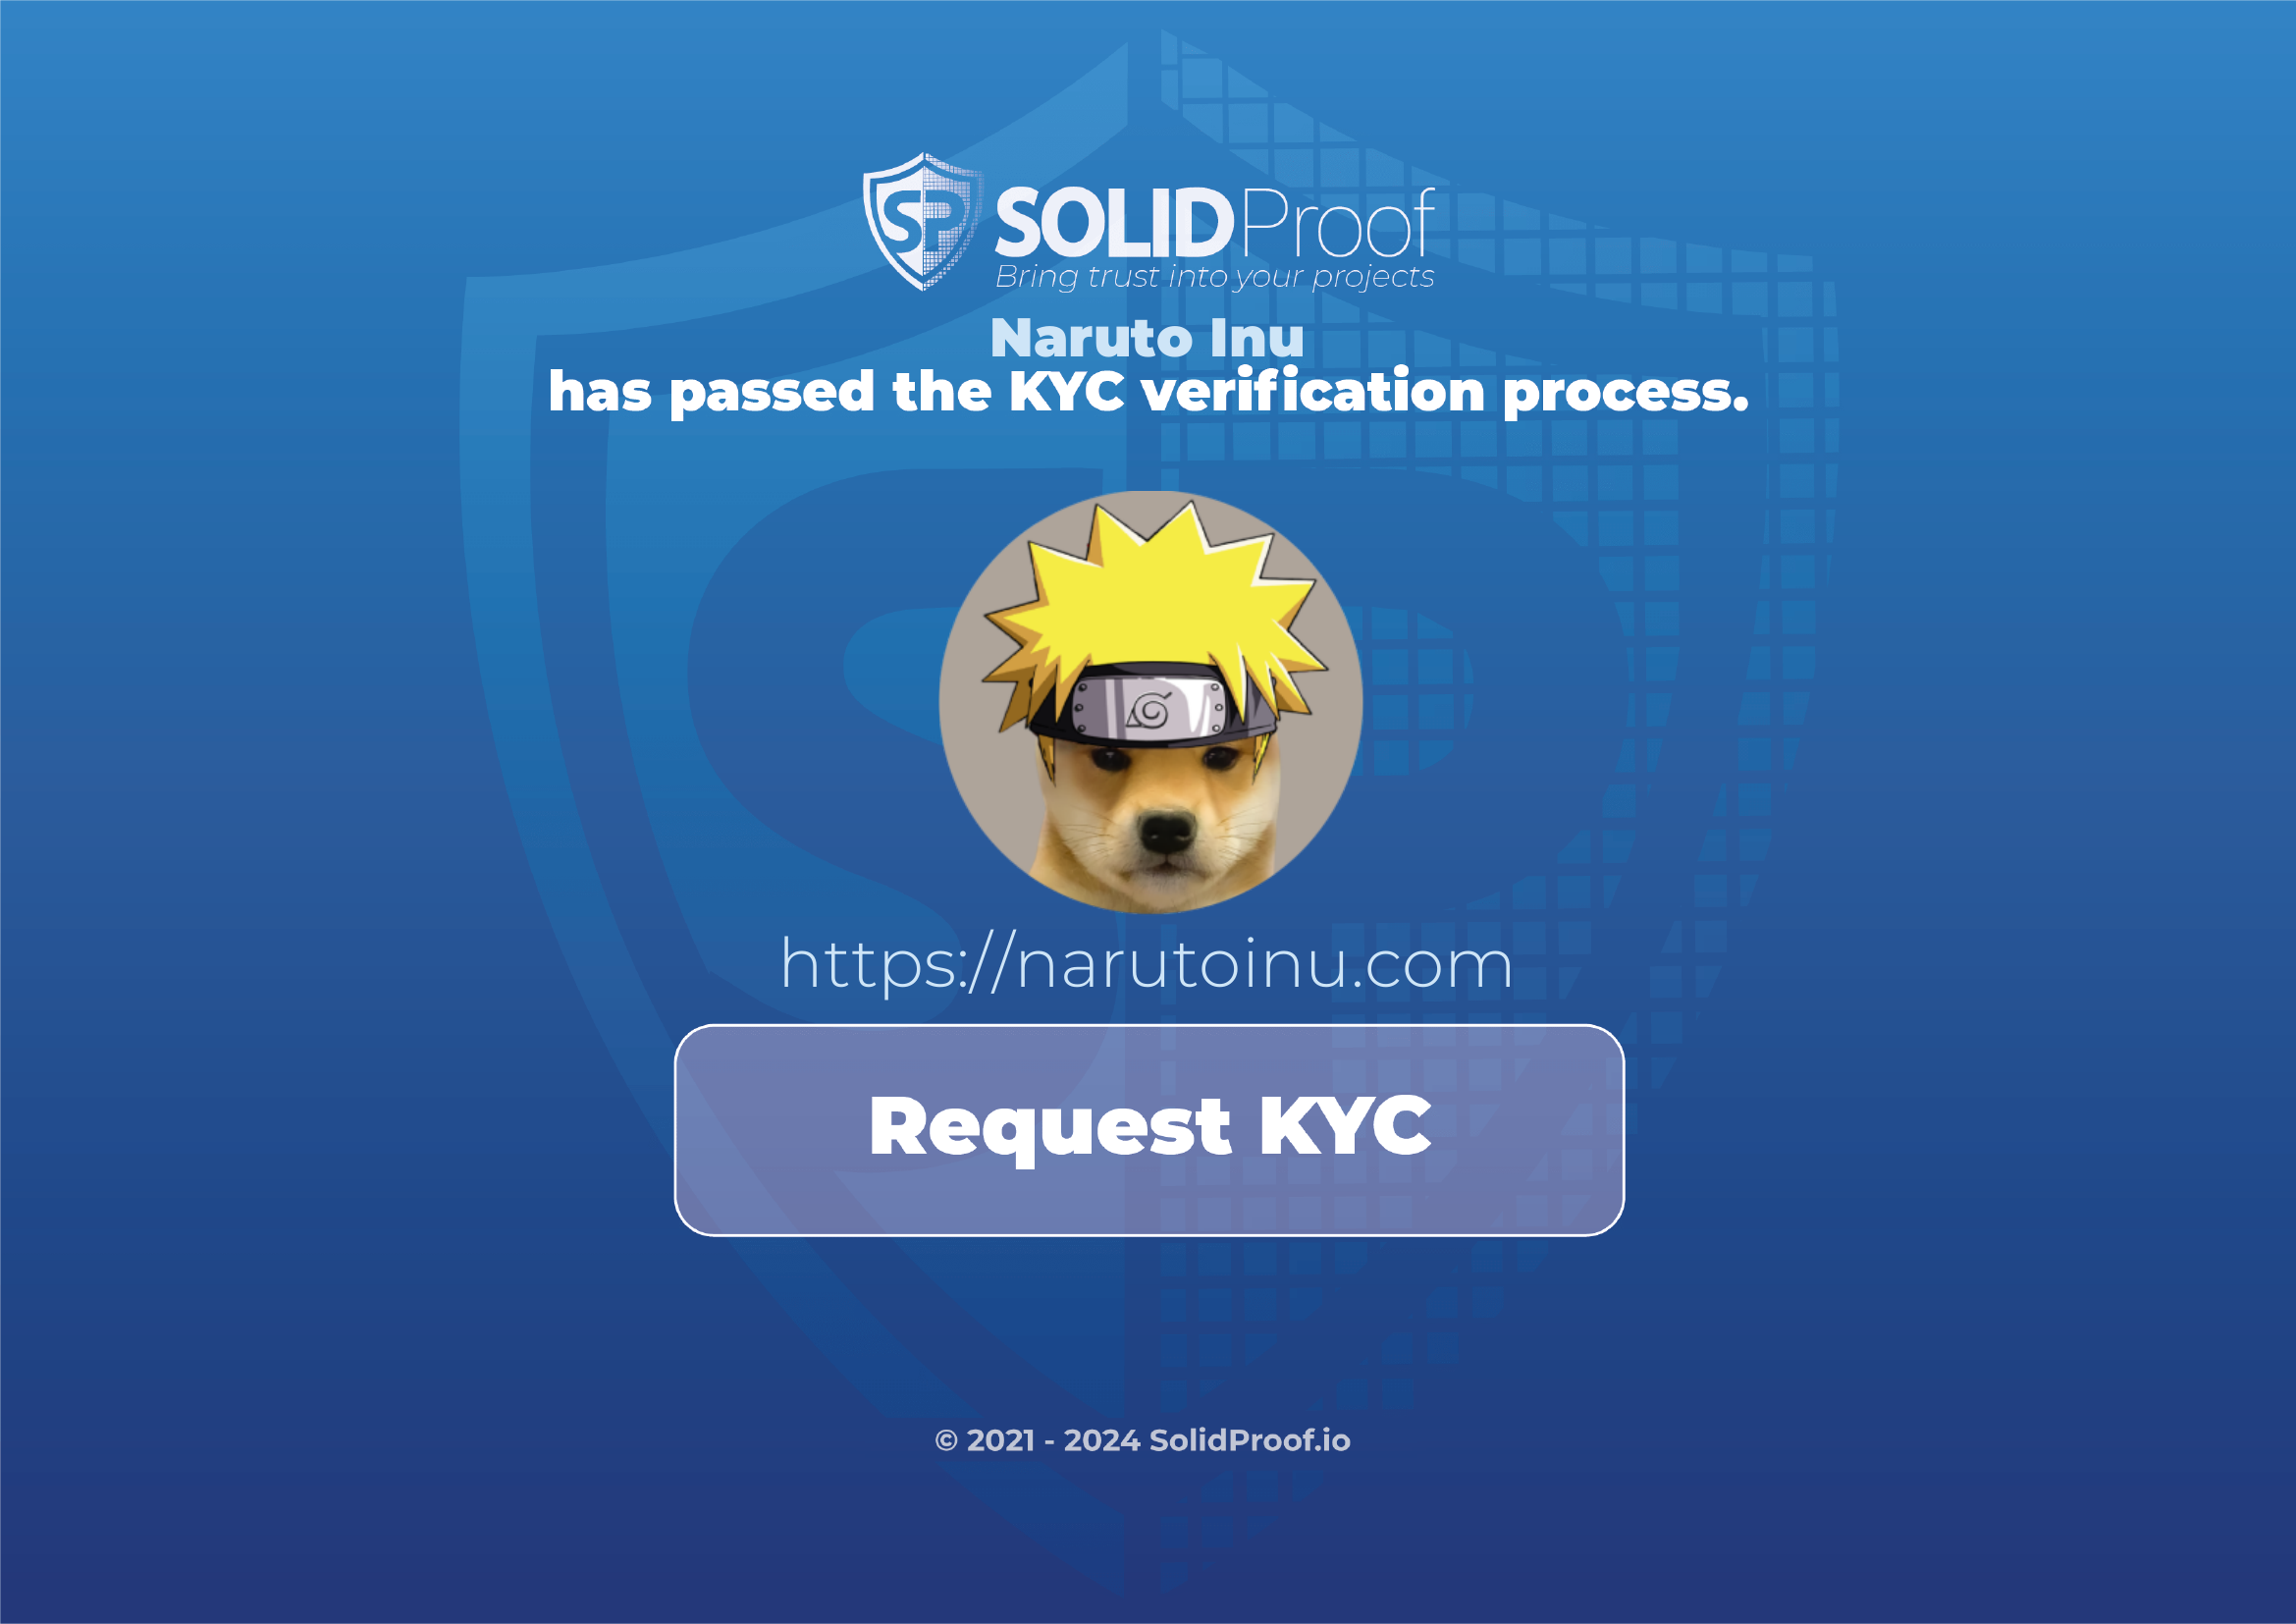 SP SOLIDProof
Bring trust into your projects
Naruto Inu
has passed the KYC verification process.
https://narutoinu.com
Request KYC
© 2021 - 2024 SolidProof.io